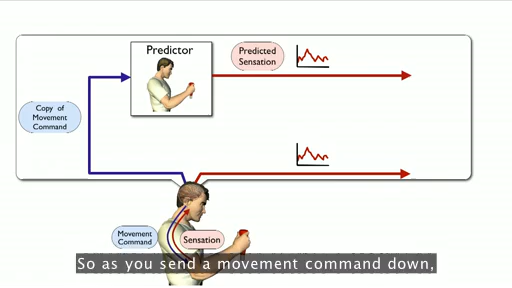 Predictor
Predicted
Sensation
Copy of
Movement
Command
Movement
Command
Sensation
So as you send a movement command down,